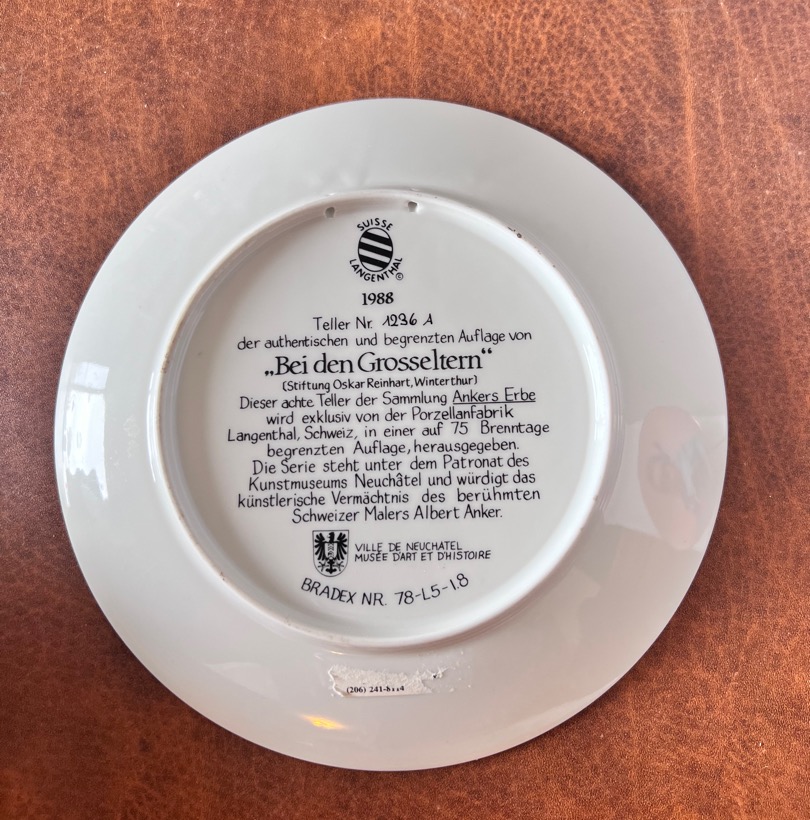 SUISSE
LANGENTHAL
©
1988
Teller Nr. 1236 A
der authentischen und begrenzten Auflage von
„Bei den Grosseltern“
(Stiftung Oskar Reinhart, Winterthur)
Dieser achte Teller der Sammlung Ankers Erbe
wird exklusiv von der Porzellanfabrik
Langenthal, Schweiz, in einer auf 75 Brenntage
begrenzten Auflage, herausgegeben.
Die Serie steht unter dem Patronat des
Kunstmuseums Neuchâtel und würdigt das
künstlerische Vermächtnis des berühmten
Schweizer Malers Albert Anker.
VILLE DE NEUCHATEL
MUSÉE D'ART ET D'HISTOIRE
BRADEX NR. 78-L5-1.8
(206)